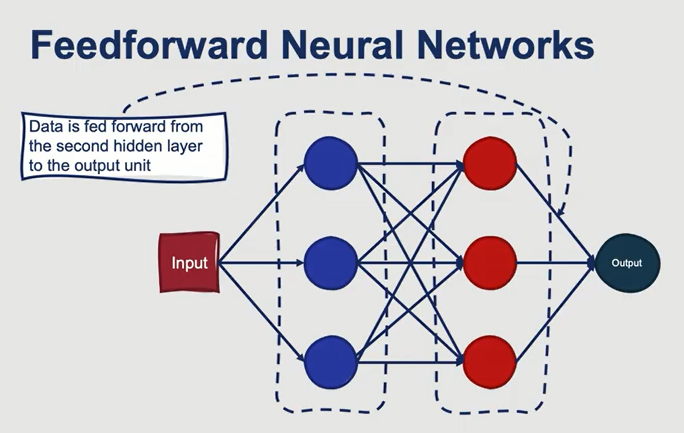 Feedforward Neural Networks
Data is fed forward from
the second hidden layer
to the output unit
Input
Output